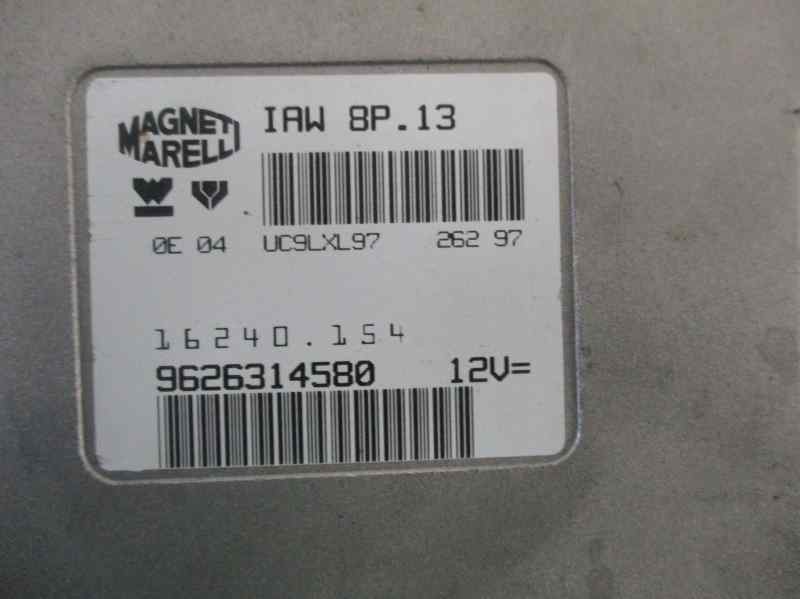 MAGNETI
MARELLI
IAW 8P.13
0E 04 UC9LXL97 262 97
16240.154
9626314580 12V=